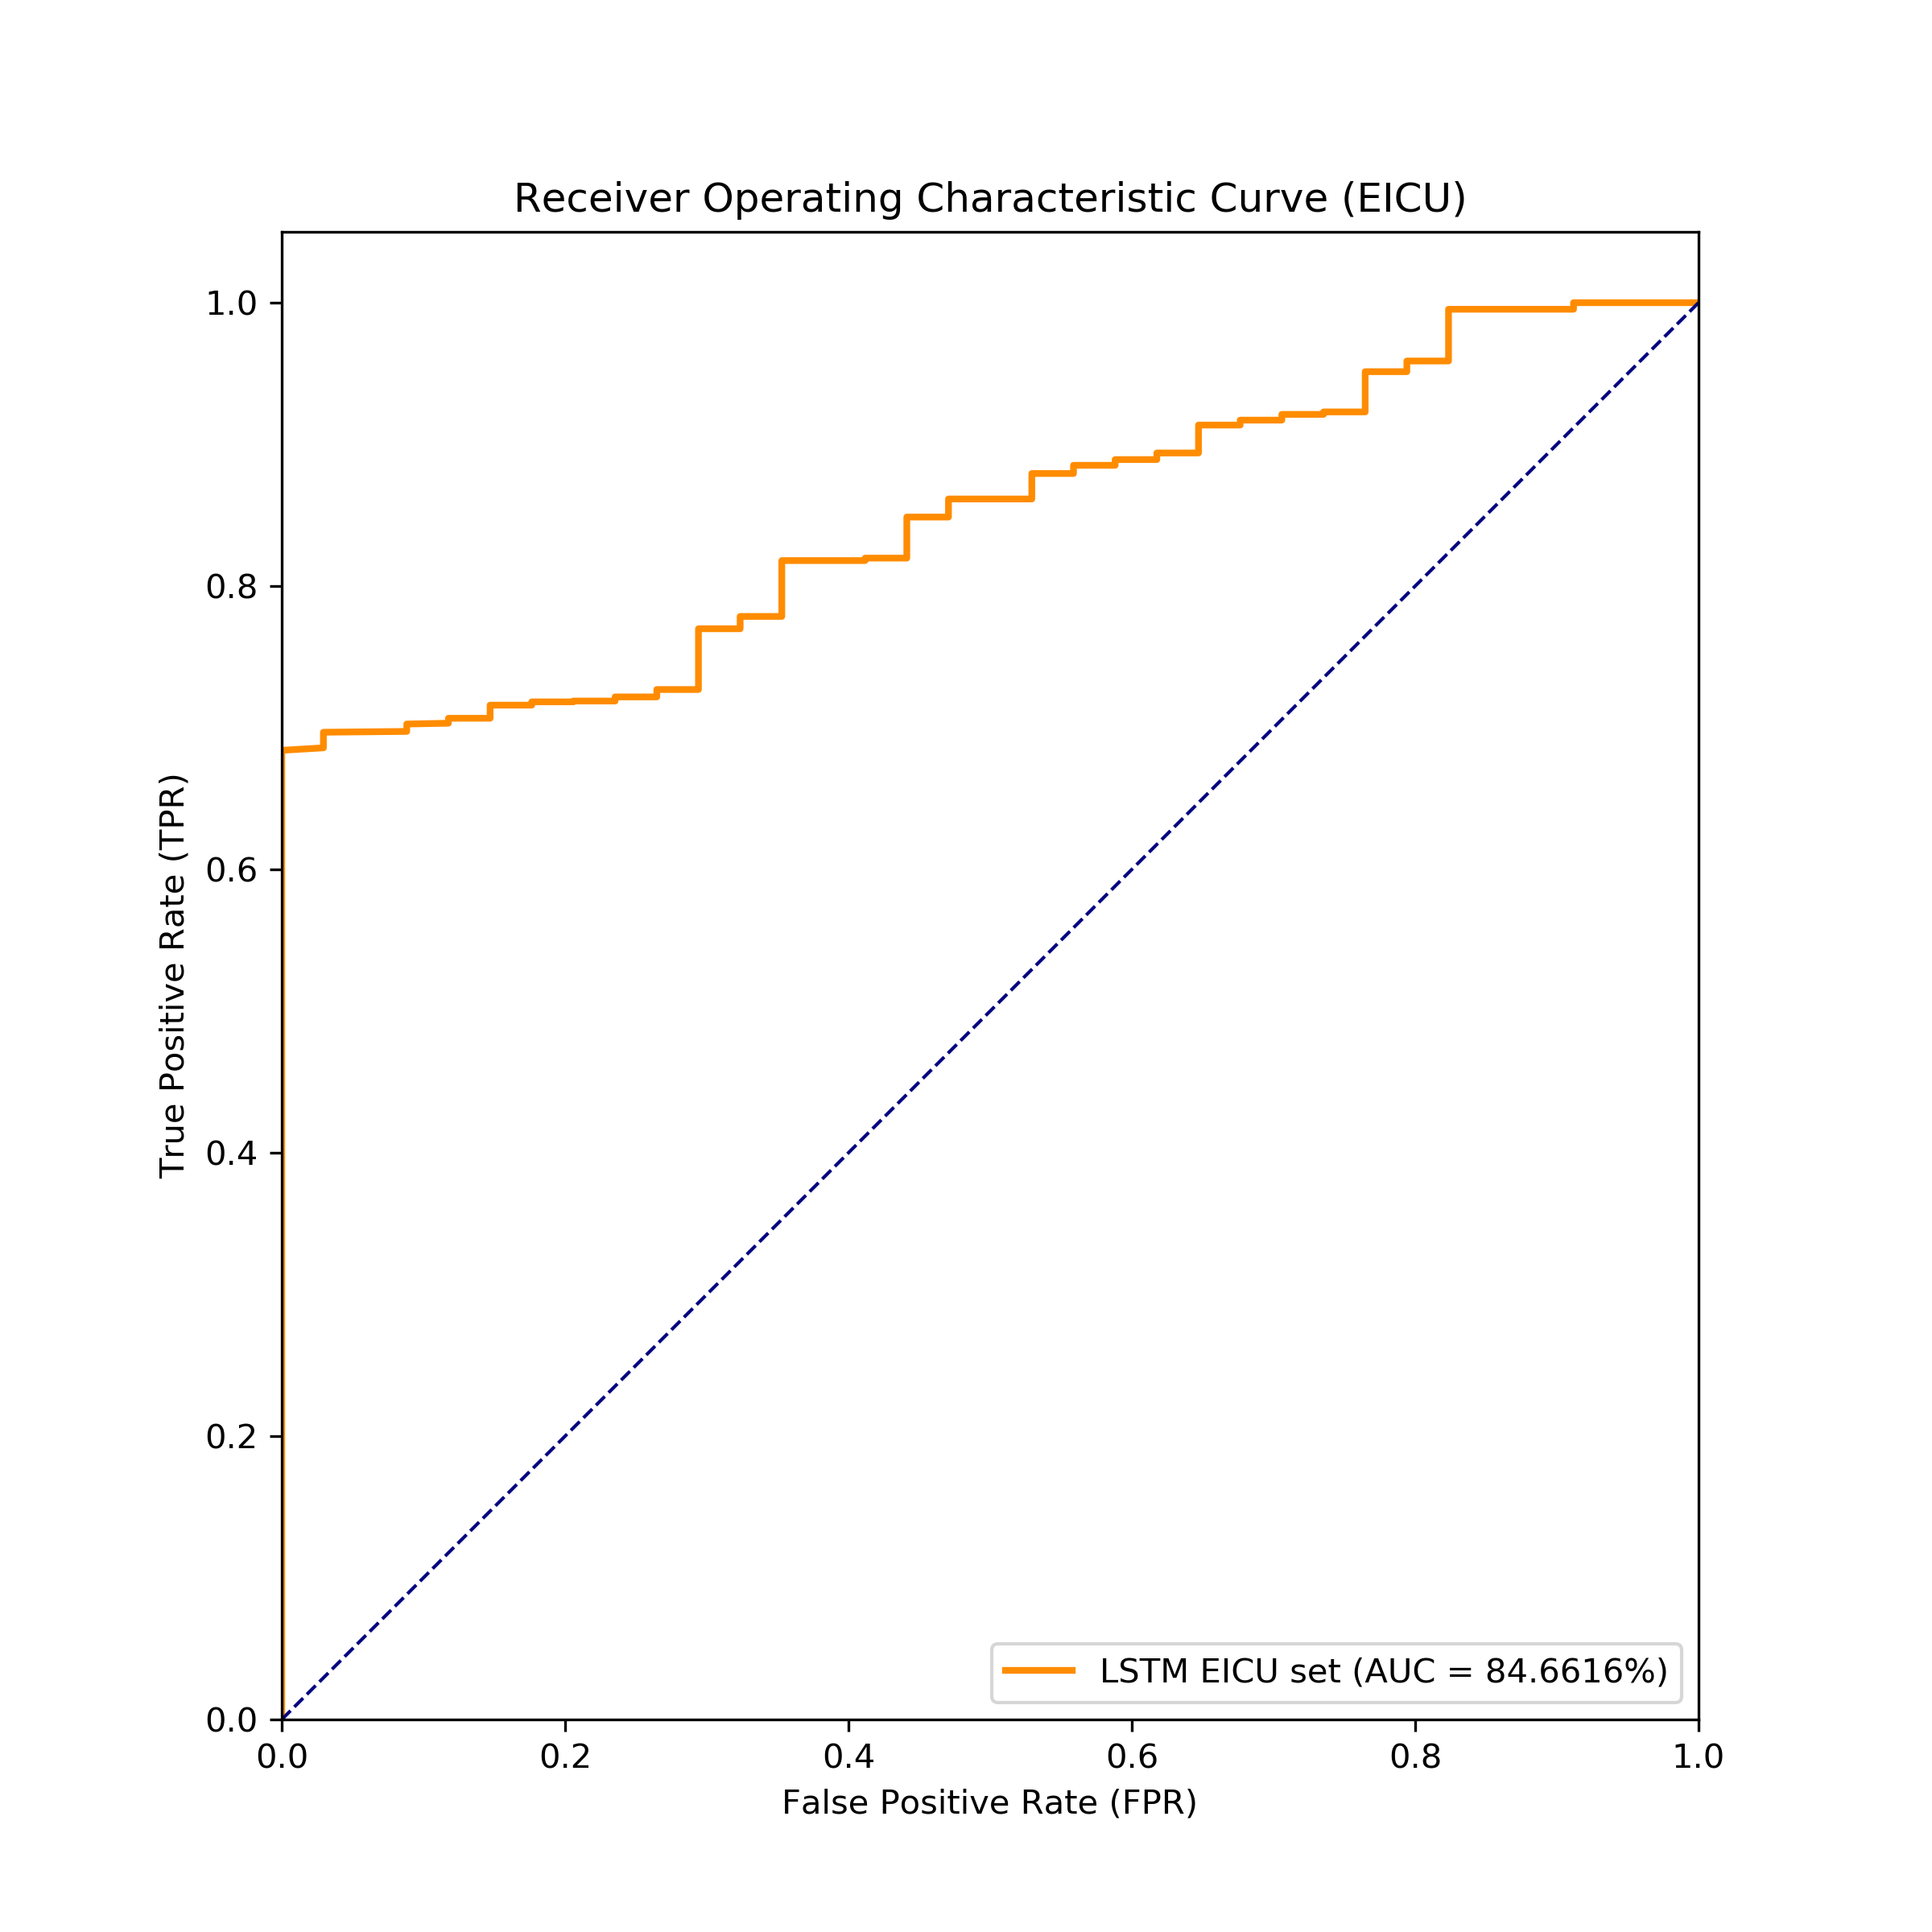 Receiver Operating Characteristic Curve (EICU)
1.0
0.8
0.6
0.4
0.2
0.0
True Positive Rate (TPR)
LSTM EICU set (AUC = 84.6616%)
0.0 0.2 0.4 0.6 0.8 1.0
False Positive Rate (FPR)